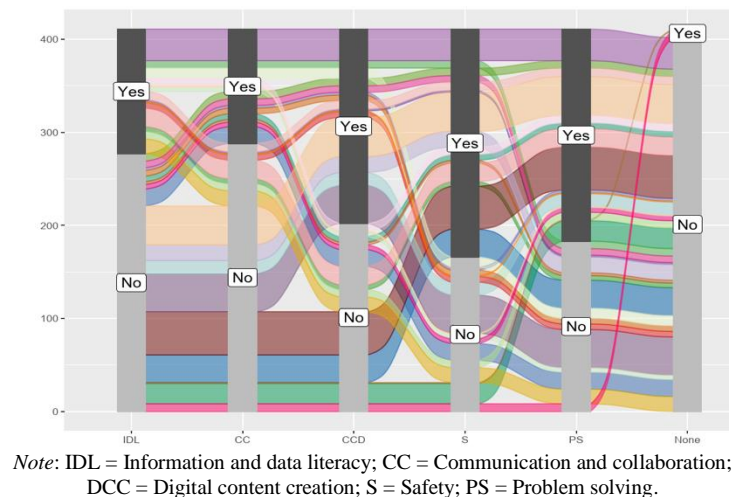 400
300
200
100
0
Yes
Yes
Yes
Yes
Yes
Yes
No
No
No
No
No
No
IDL CC CCD S PS None
Note: IDL = Information and data literacy; CC = Communication and collaboration;
DCC = Digital content creation; S = Safety; PS = Problem solving.